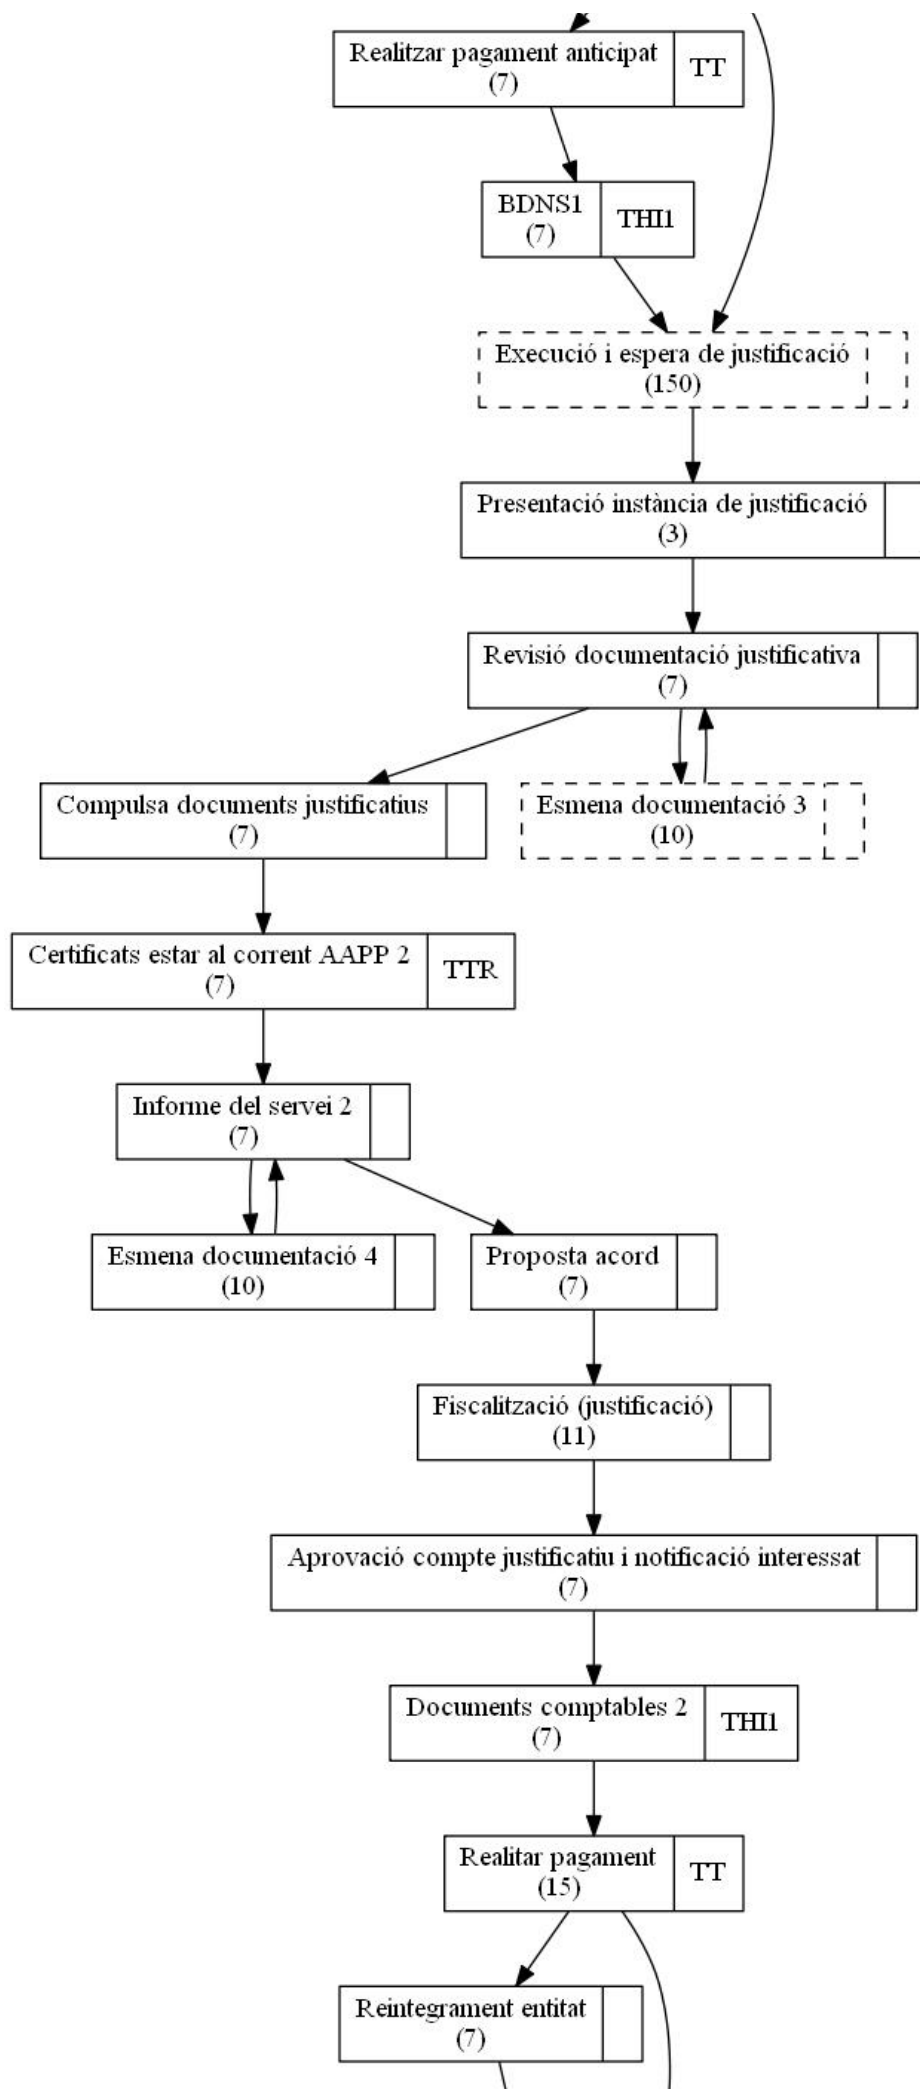 Realitzar pagament anticipat
(7)
TT
BDNS1
(7)
THI1
Execució i espera de justificació
(150)
Presentació instància de justificació
(3)
Revisió documentació justificativa
(7)
Compulsa documents justificatius
(7)
Esmena documentació 3
(10)
Certificats estar al corrent AAPP 2
(7)
TTR
Informe del servei 2
(7)
Esmena documentació 4
(10)
Proposta acord
(7)
Fiscalització (justificació)
(11)
Aprovació compte justificatiu i notificació interessat
(7)
Documents comptables 2
(7)
THI1
Realitar pagament
(15)
TT
Reintegrament entitat
(7)